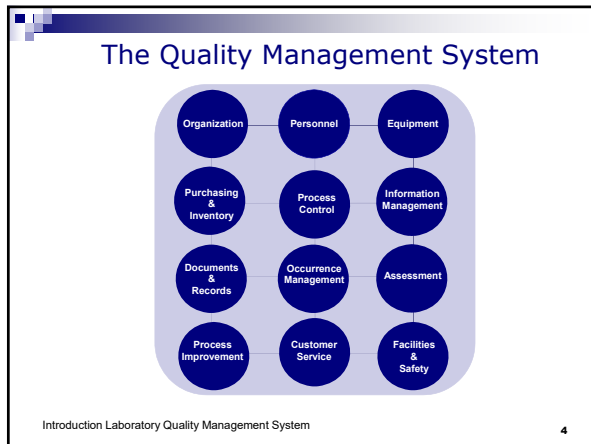 The Quality Management System
Organization
Personnel
Equipment
Purchasing
&
Inventory
Process
Control
Information
Management
Documents
&
Records
Occurrence
Management
Assessment
Process
Improvement
Customer
Service
Facilities
&
Safety
Introduction Laboratory Quality Management System
4